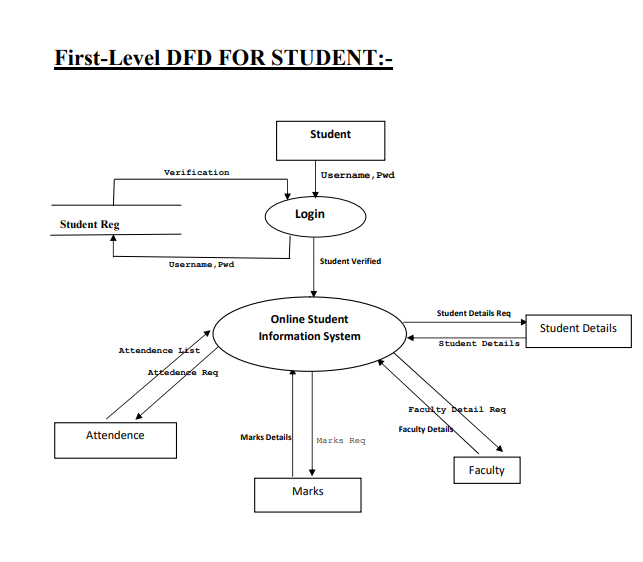 First-Level DFD FOR STUDENT:-
Student
Verification
Username,Pwd
Student Reg
Login
Username,Pwd
Student Verified
Online Student
Information System
Student Details Req
Student Details
Student Details
Attendence List
Attedence Req
Faculty Detail Req
Faculty Details
Attendence
Marks Details
Marks Req
Faculty
Marks